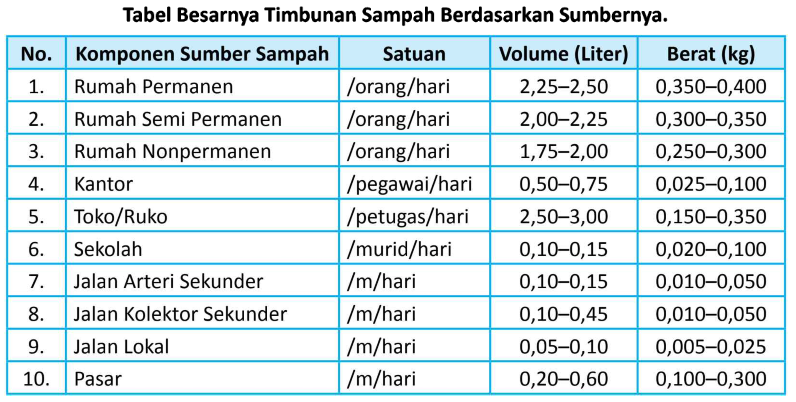 Tabel Besarnya Timbunan Sampah Berdasarkan Sumbernya.
No. Komponen Sumber Sampah Satuan Volume (Liter) Berat (kg)
1. Rumah Permanen /orang/hari 2,25–2,50 0,350–0,400
2. Rumah Semi Permanen /orang/hari 2,00–2,25 0,300–0,350
3. Rumah Nonpermanen /orang/hari 1,75–2,00 0,250–0,300
4. Kantor /pegawai/hari 0,50–0,75 0,025–0,100
5. Toko/Ruko /petugas/hari 2,50–3,00 0,150–0,350
6. Sekolah /murid/hari 0,10–0,15 0,020–0,100
7. Jalan Arteri Sekunder /m/hari 0,10–0,15 0,010–0,050
8. Jalan Kolektor Sekunder /m/hari 0,10–0,45 0,010–0,050
9. Jalan Lokal /m/hari 0,05–0,10 0,005–0,025
10. Pasar /m/hari 0,20–0,60 0,100–0,300